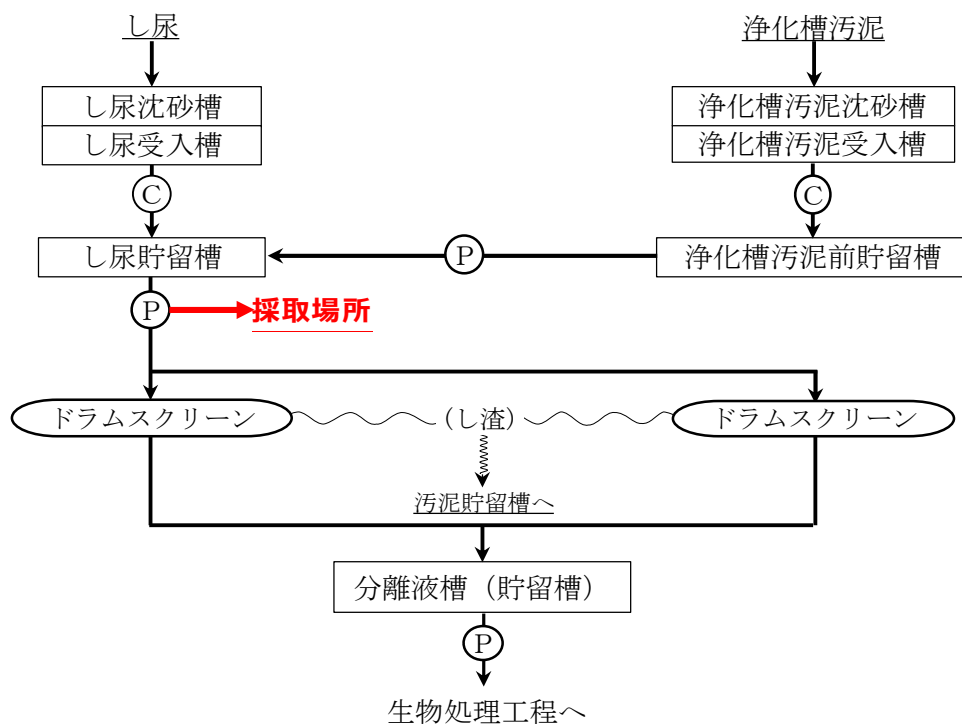 し尿
浄化槽汚泥
し尿沈砂槽
浄化槽汚泥沈砂槽
し尿受入槽
浄化槽汚泥受入槽
C
C
し尿貯留槽
P
浄化槽汚泥前貯留槽
P
採取場所
ドラムスクリーン
(し渣)
ドラムスクリーン
汚泥貯留槽へ
分離液槽(貯留槽)
P
生物処理工程へ